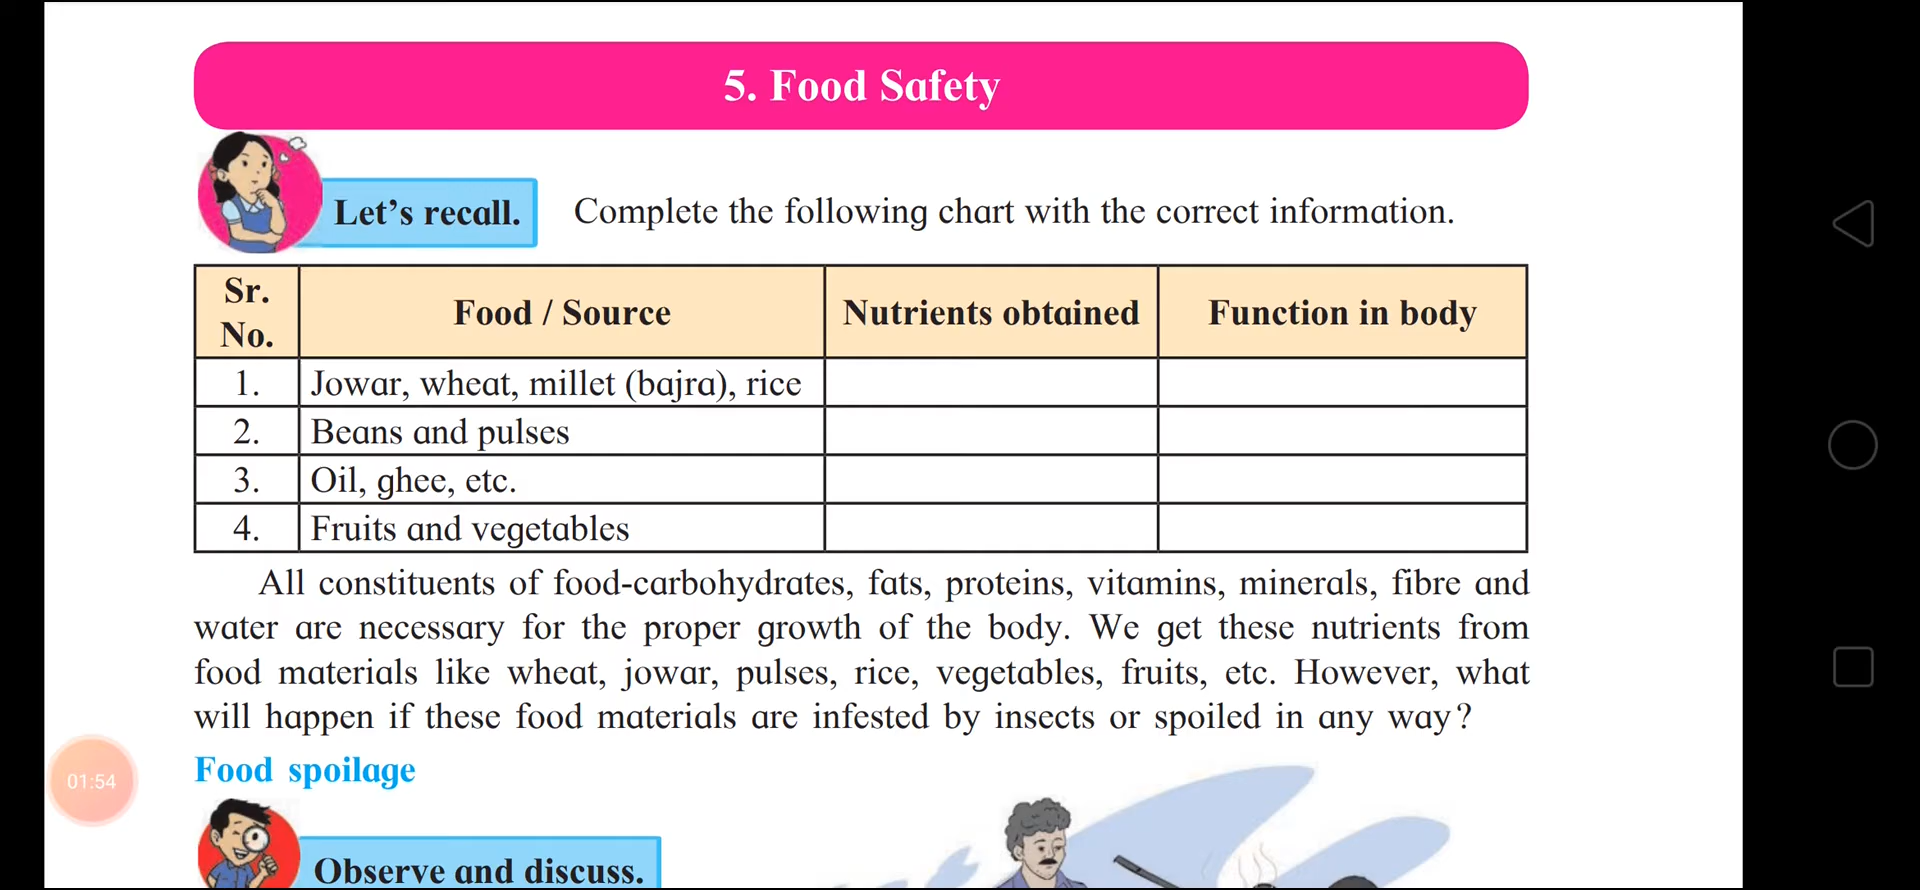 5. Food Safety
Let's recall. Complete the following chart with the correct information.
Sr. No. Food / Source Nutrients obtained Function in body
1. Jowar, wheat, millet (bajra), rice
2. Beans and pulses
3. Oil, ghee, etc.
4. Fruits and vegetables
All constituents of food-carbohydrates, fats, proteins, vitamins, minerals, fibre and
water are necessary for the proper growth of the body. We get these nutrients from
food materials like wheat, jowar, pulses, rice, vegetables, fruits, etc. However, what
will happen if these food materials are infested by insects or spoiled in any way?
Food spoilage
01:54
Observe and discuss.